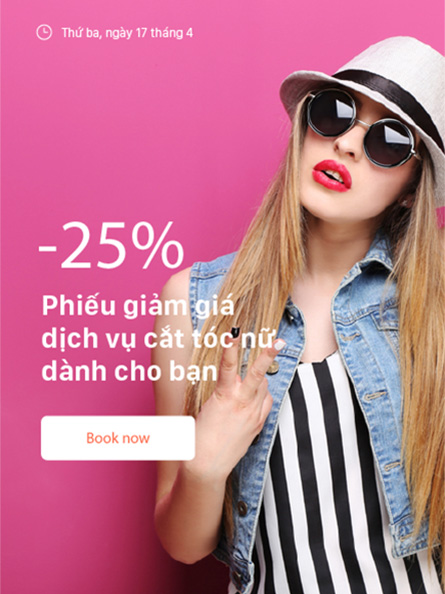 Thứ ba, ngày 17 tháng 4
-25%
Phiếu giảm giá
dịch vụ cắt tóc nữ
dành cho bạn
Book now